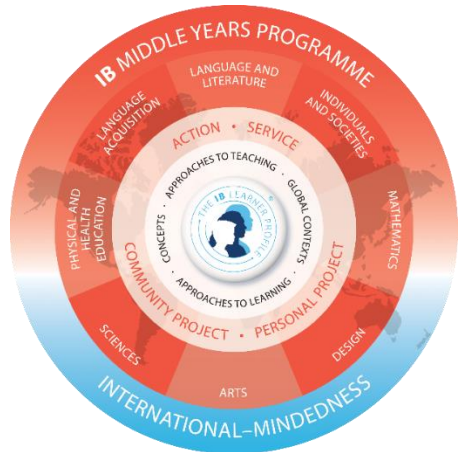 IB MIDDLE YEARS PROGRAMME
LANGUAGE AND
LITERATURE
INDIVIDUALS
AND SOCIETIES
MATHEMATICS
DESIGN
ARTS
SCIENCES
PHYSICAL AND
HEALTH
EDUCATION
LANGUAGE
ACQUISITION
ACTION • SERVICE
COMMUNITY PROJECT • PERSONAL PROJECT
APPROACHES TO TEACHING · GLOBAL CONTEXTS · APPROACHES TO LEARNING · CONCEPTS ·
THE IB LEARNER PROFILE ®
INTERNATIONAL–MINDEDNESS